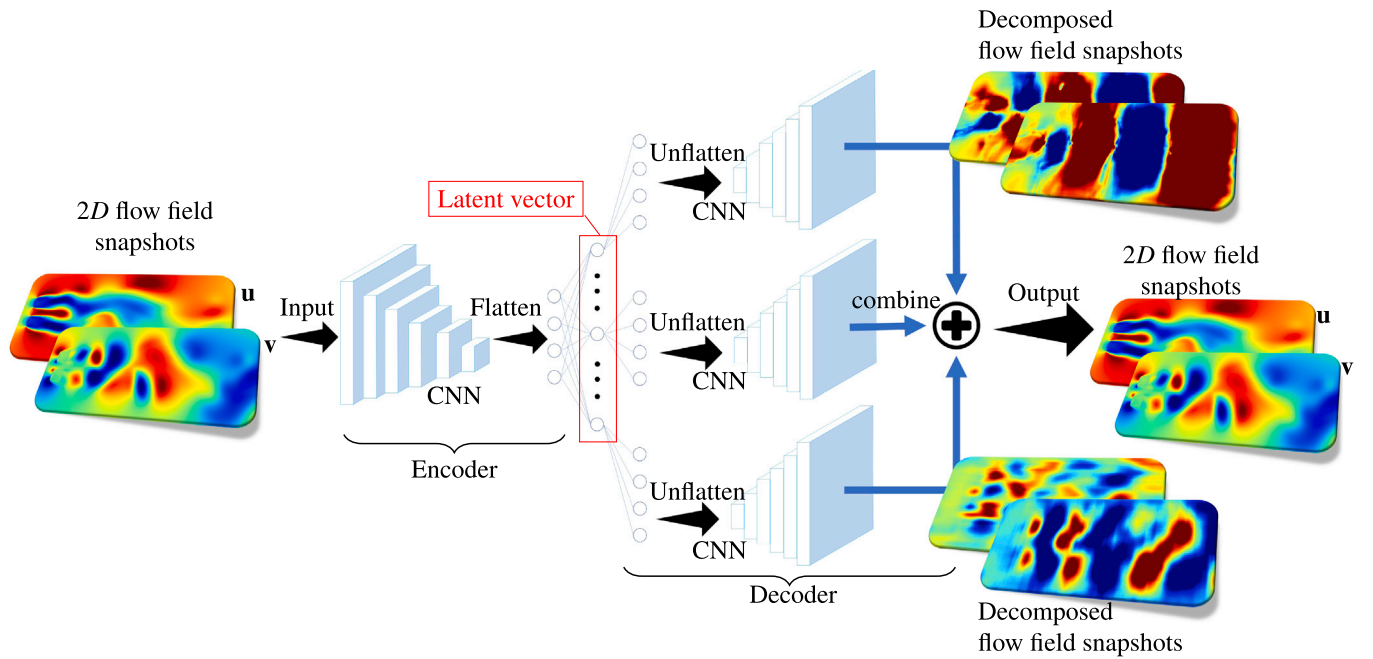 2D flow field
snapshots
u
v
Input
CNN
Encoder
Flatten
Latent vector
Unflatten
CNN
Unflatten
CNN
Unflatten
CNN
Decoder
combine
Decomposed
flow field snapshots
Output
2D flow field
snapshots
u
v
Decomposed
flow field snapshots